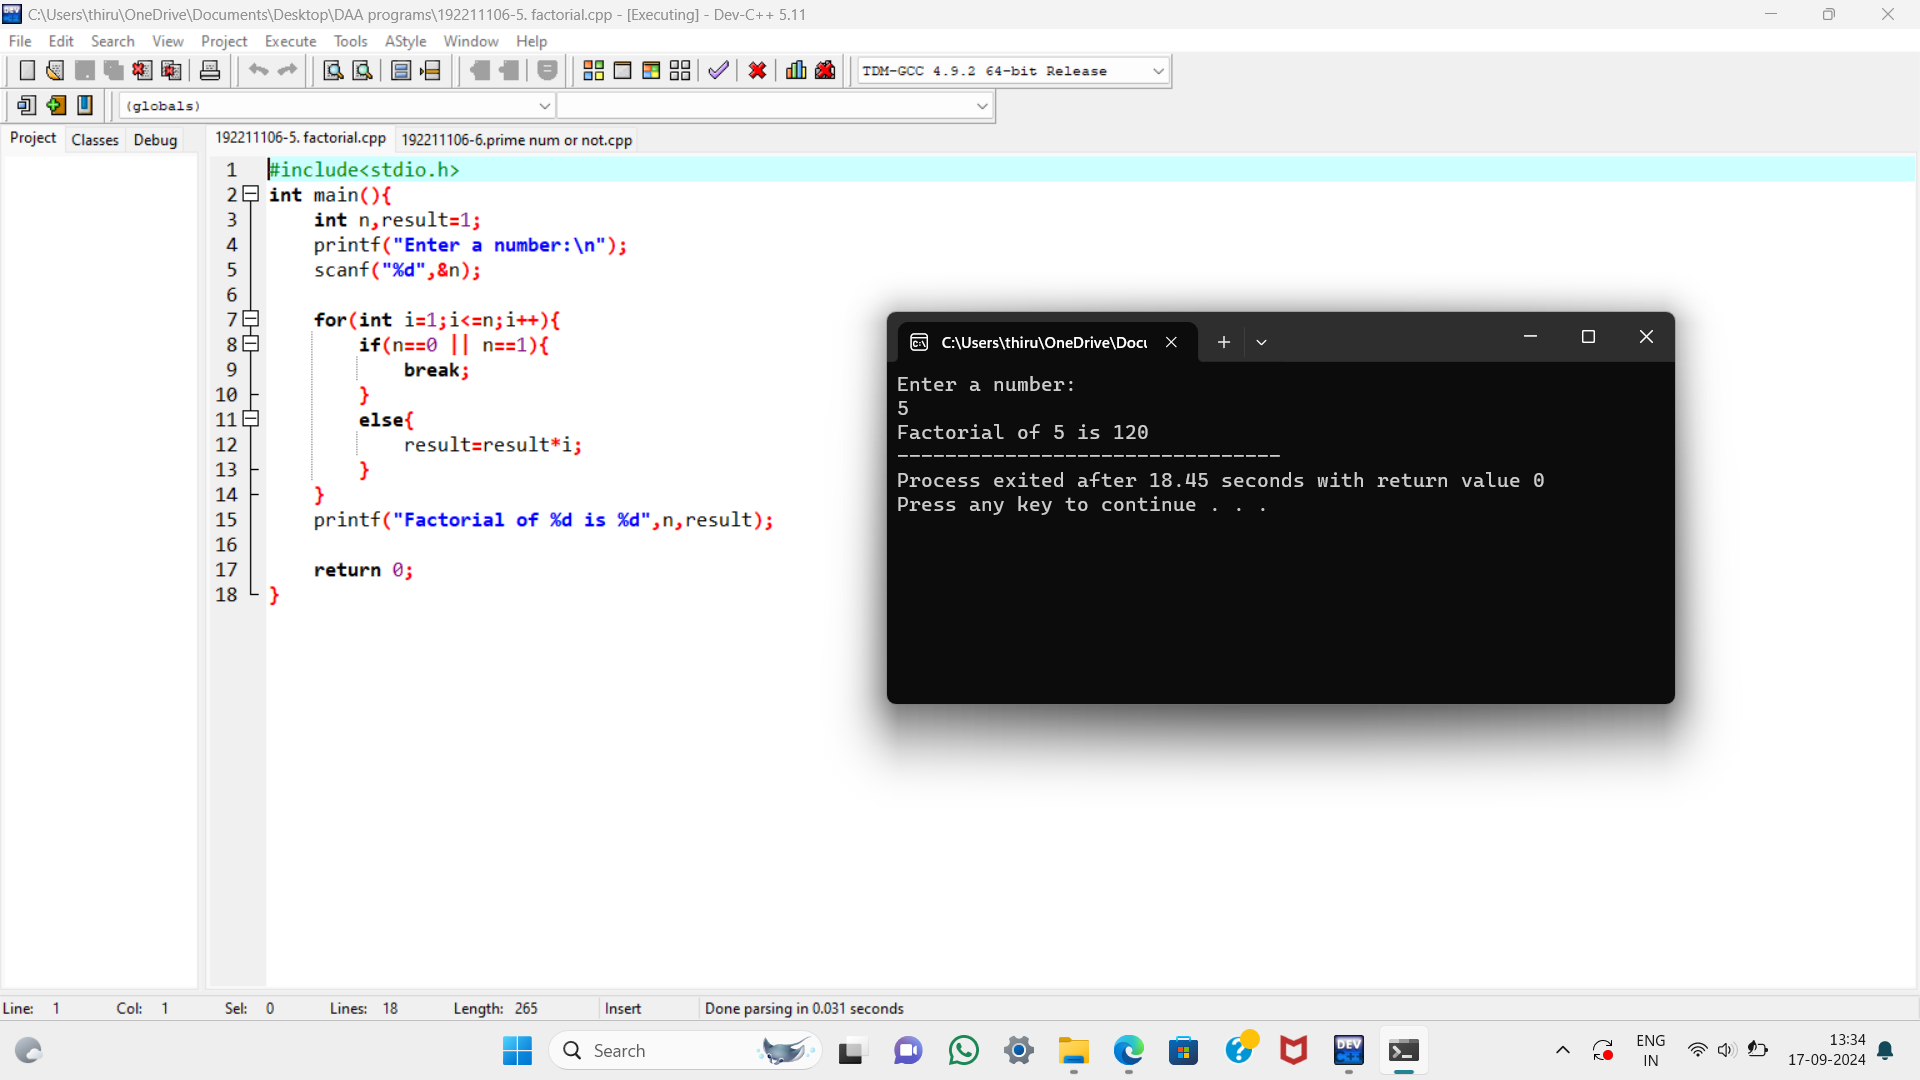 C:\Users\thiru\OneDrive\Documents\Desktop\DAA programs\192211106-5. factorial.cpp - [Executing] - Dev-C++ 5.11
File Edit Search View Project Execute Tools AStyle Window Help
TDM-GCC 4.9.2 64-bit Release
(globals)
Project Classes Debug
192211106-5. factorial.cpp 192211106-6.prime num or not.cpp
1 #include<stdio.h>
2 int main(){
3 int n,result=1;
4 printf("Enter a number:\n");
5 scanf("%d",&n);
6
7 for(int i=1;i<=n;i++){
8 if(n==0 || n==1){
9 break;
10 }
11 else{
12 result=result*i;
13 }
14 }
15 printf("Factorial of %d is %d",n,result);
16
17 return 0;
18 }
C:\Users\thiru\OneDrive\Docu
Enter a number:
5
Factorial of 5 is 120
--------------------------------
Process exited after 18.45 seconds with return value 0
Press any key to continue . . .
Line: 1 Col: 1 Sel: 0 Lines: 18 Length: 265 Insert Done parsing in 0.031 seconds
Search
DEV
C++
ENG
IN
13:34
17-09-2024